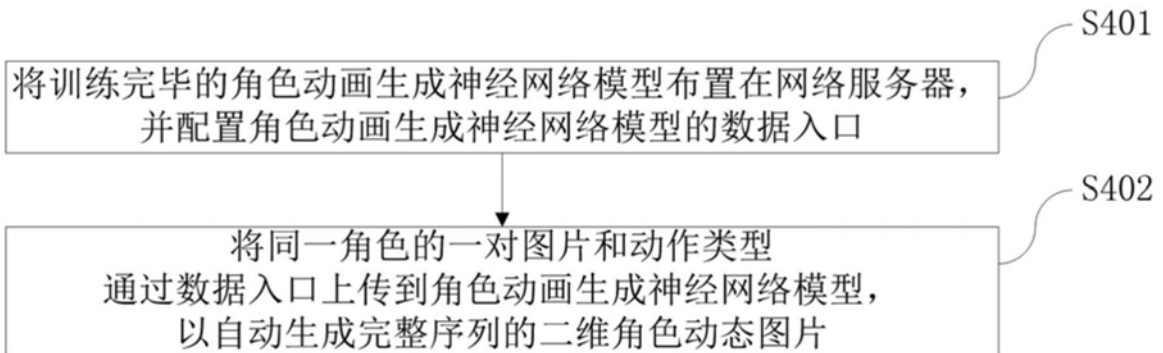 S401
将训练完毕的角色动画生成神经网络模型布置在网络服务器，
并配置角色动画生成神经网络模型的数据入口
S402
将同一角色的一对图片和动作类型
通过数据入口上传到角色动画生成神经网络模型，
以自动生成完整序列的二维角色动态图片